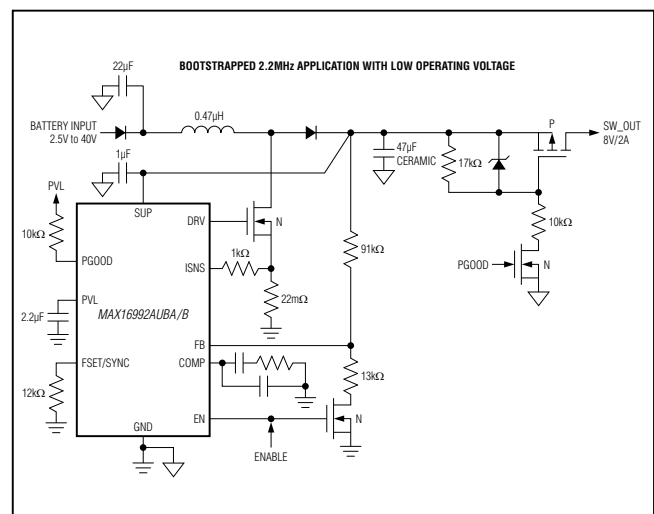 BOOTSTRAPPED 2.2MHz APPLICATION WITH LOW OPERATING VOLTAGE
22µF
BATTERY INPUT
2.5V to 40V
0.47µH
P
SW_OUT
8V/2A
47µF
CERAMIC
17kΩ
1µF
PVL
SUP
10kΩ
PGOOD
DRV
N
91kΩ
10kΩ
PGOOD
N
ISNS
1kΩ
22mΩ
PVL
2.2µF
MAX16992AUBA/B
FB
COMP
13kΩ
FSET/SYNC
12kΩ
EN
N
GND
ENABLE